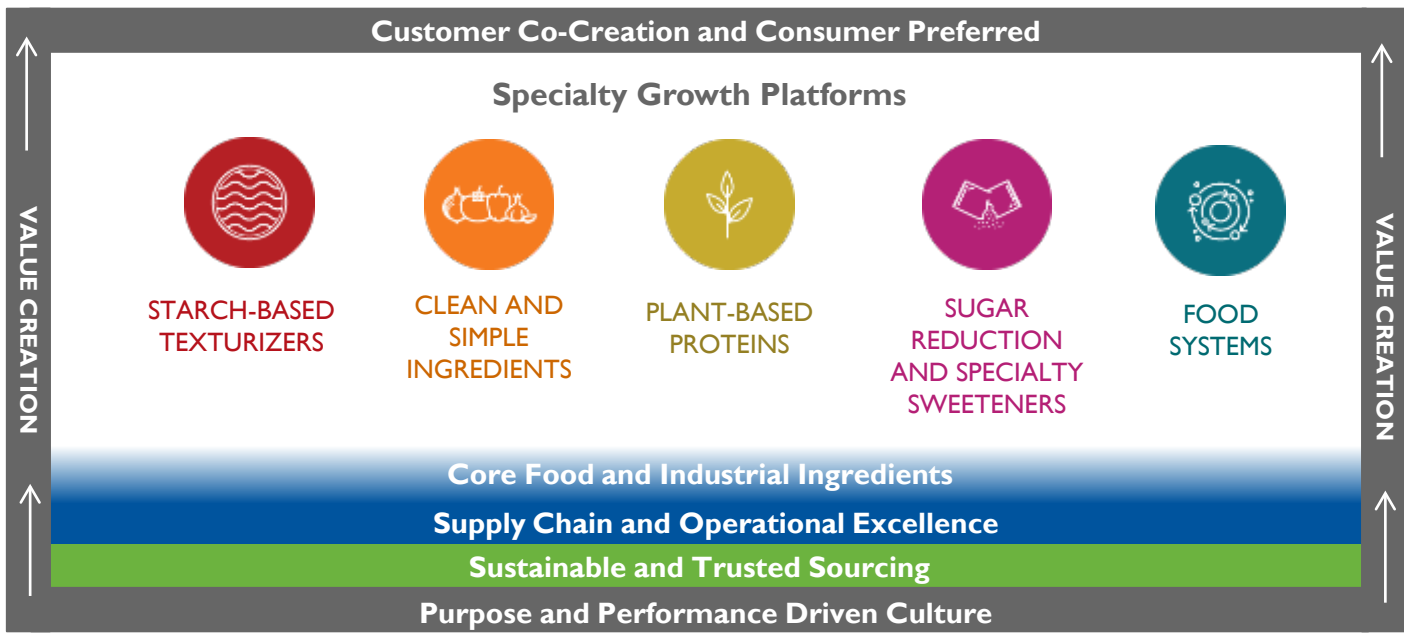 Customer Co-Creation and Consumer Preferred
Specialty Growth Platforms
STARCH-BASED
TEXTURIZERS
CLEAN AND
SIMPLE
INGREDIENTS
PLANT-BASED
PROTEINS
SUGAR
REDUCTION
AND SPECIALTY
SWEETENERS
FOOD
SYSTEMS
VALUE CREATION
VALUE CREATION
Core Food and Industrial Ingredients
Supply Chain and Operational Excellence
Sustainable and Trusted Sourcing
Purpose and Performance Driven Culture